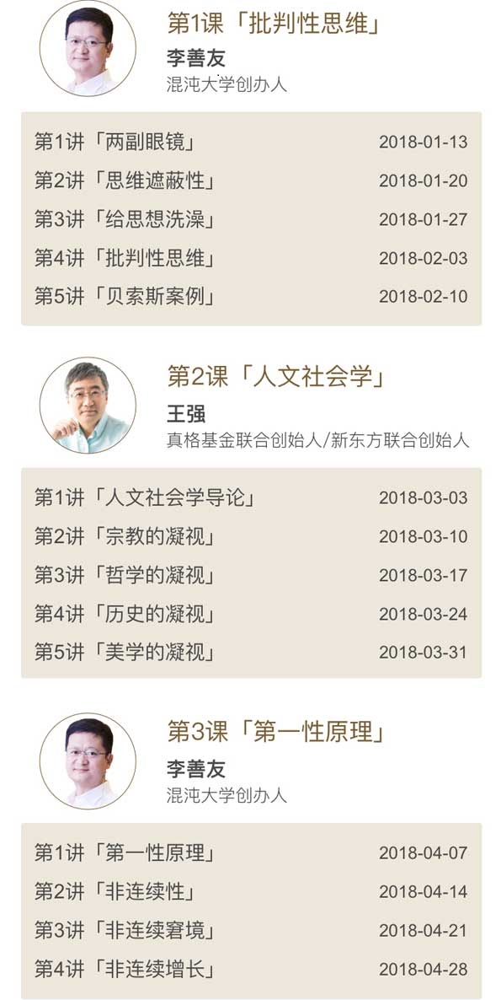 第1课「批判性思维」
李善友
混沌大学创办人
第1讲「两副眼镜」 2018-01-13
第2讲「思维遮蔽性」 2018-01-20
第3讲「给思想洗澡」 2018-01-27
第4讲「批判性思维」 2018-02-03
第5讲「贝索斯案例」 2018-02-10
第2课「人文社会学」
王强
真格基金联合创始人/新东方联合创始人
第1讲「人文社会学导论」 2018-03-03
第2讲「宗教的凝视」 2018-03-10
第3讲「哲学的凝视」 2018-03-17
第4讲「历史的凝视」 2018-03-24
第5讲「美学的凝视」 2018-03-31
第3课「第一性原理」
李善友
混沌大学创办人
第1讲「第一性原理」 2018-04-07
第2讲「非连续性」 2018-04-14
第3讲「非连续窘境」 2018-04-21
第4讲「非连续增长」 2018-04-28